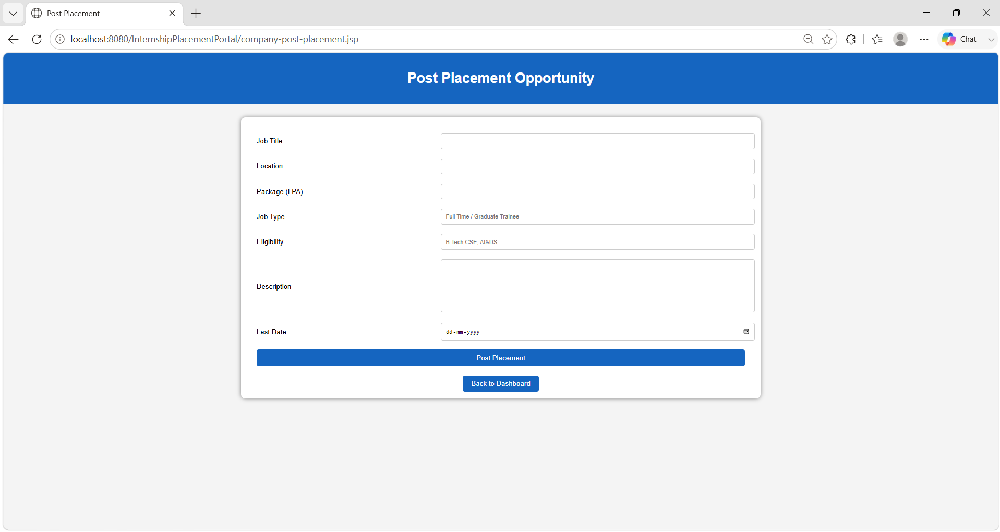 Post Placement
localhost:8080/InternshipPlacementPortal/company-post-placement.jsp
Chat
Post Placement Opportunity
Job Title
Location
Package (LPA)
Job Type
Full Time / Graduate Trainee
Eligibility
B.Tech CSE, AI&DS...
Description
Last Date
dd-mm-yyyy
Post Placement
Back to Dashboard